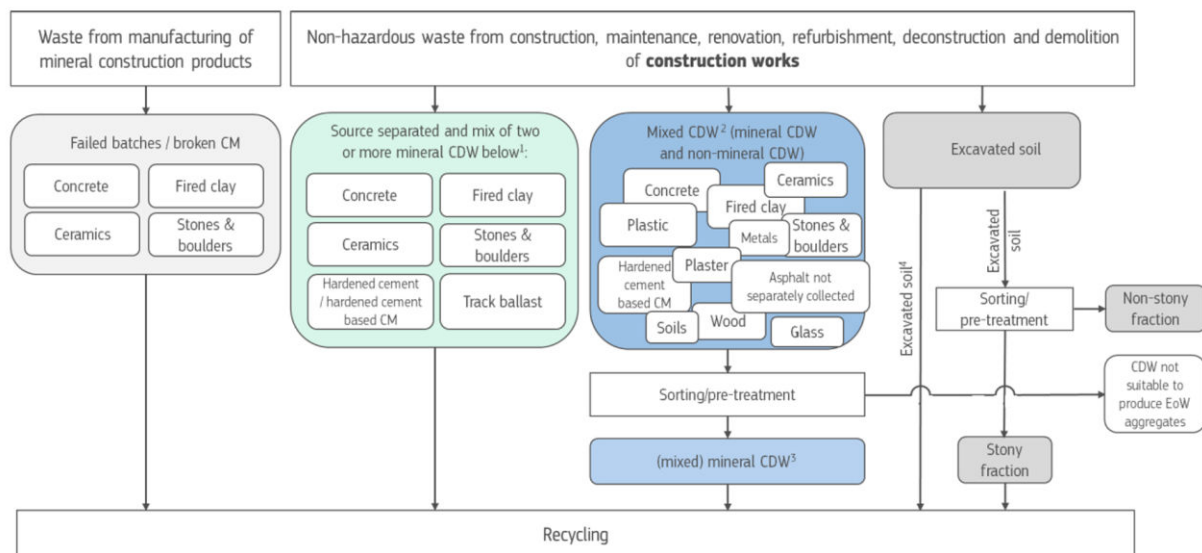 Waste from manufacturing of
mineral construction products
Non-hazardous waste from construction, maintenance, renovation, refurbishment, deconstruction and demolition
of construction works
Failed batches / broken CM
Concrete
Fired clay
Ceramics
Stones &
boulders
Source separated and mix of two
or more mineral CDW below¹:
Concrete
Fired clay
Ceramics
Stones &
boulders
Hardened cement
/ hardened cement
based CM
Track ballast
Mixed CDW² (mineral CDW
and non-mineral CDW)
Concrete
Ceramics
Fired clay
Plastic
Metals
Stones &
boulders
Hardened
cement
based CM
Plaster
Asphalt not
separately collected
Soils
Wood
Glass
Sorting/pre-treatment
(mixed) mineral CDW³
Excavated soil
Excavated soil⁴
Excavated
soil
Sorting/
pre-treatment
Non-stony
fraction
CDW not
suitable to
produce EoW
aggregates
Stony
fraction
Recycling